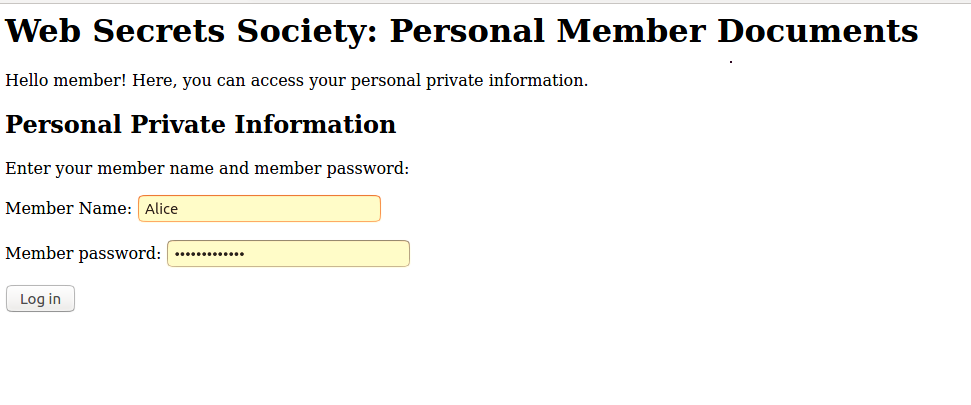 Web Secrets Society: Personal Member Documents
Hello member! Here, you can access your personal private information.
Personal Private Information
Enter your member name and member password:
Member Name: Alice
Member password: •••••••••••••
Log in